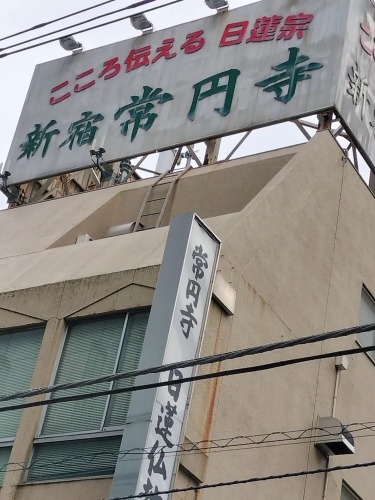 こころ伝える 日蓮宗
新宿常円寺
常円寺 日蓮仏